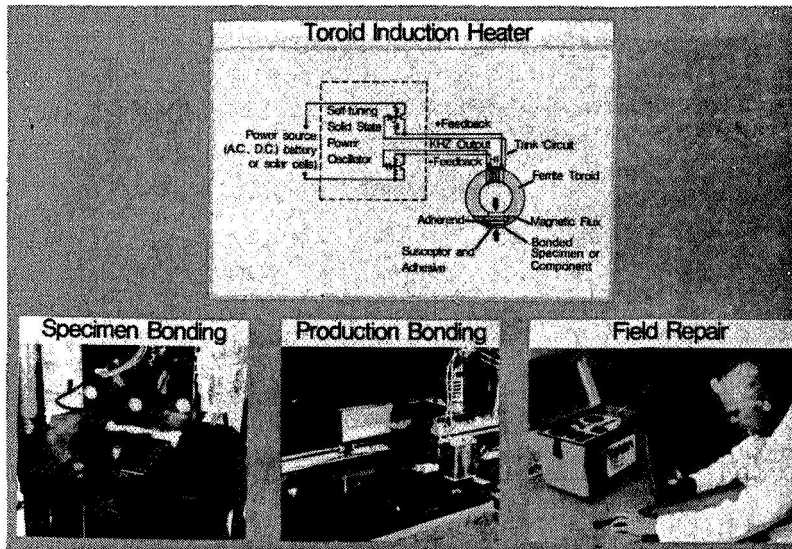 Toroid Induction Heater
Self-tuning
Solid State
Power
Oscillator
Power source
(A.C., D.C.) battery
or solar cells)
+Feedback
KHZ Output
-Feedback
Tank Circuit
Ferrite Toroid
Adherend
Magnetic Flux
Susceptor and
Adhesive
Bonded
Specimen or
Component
Specimen Bonding
Production Bonding
Field Repair